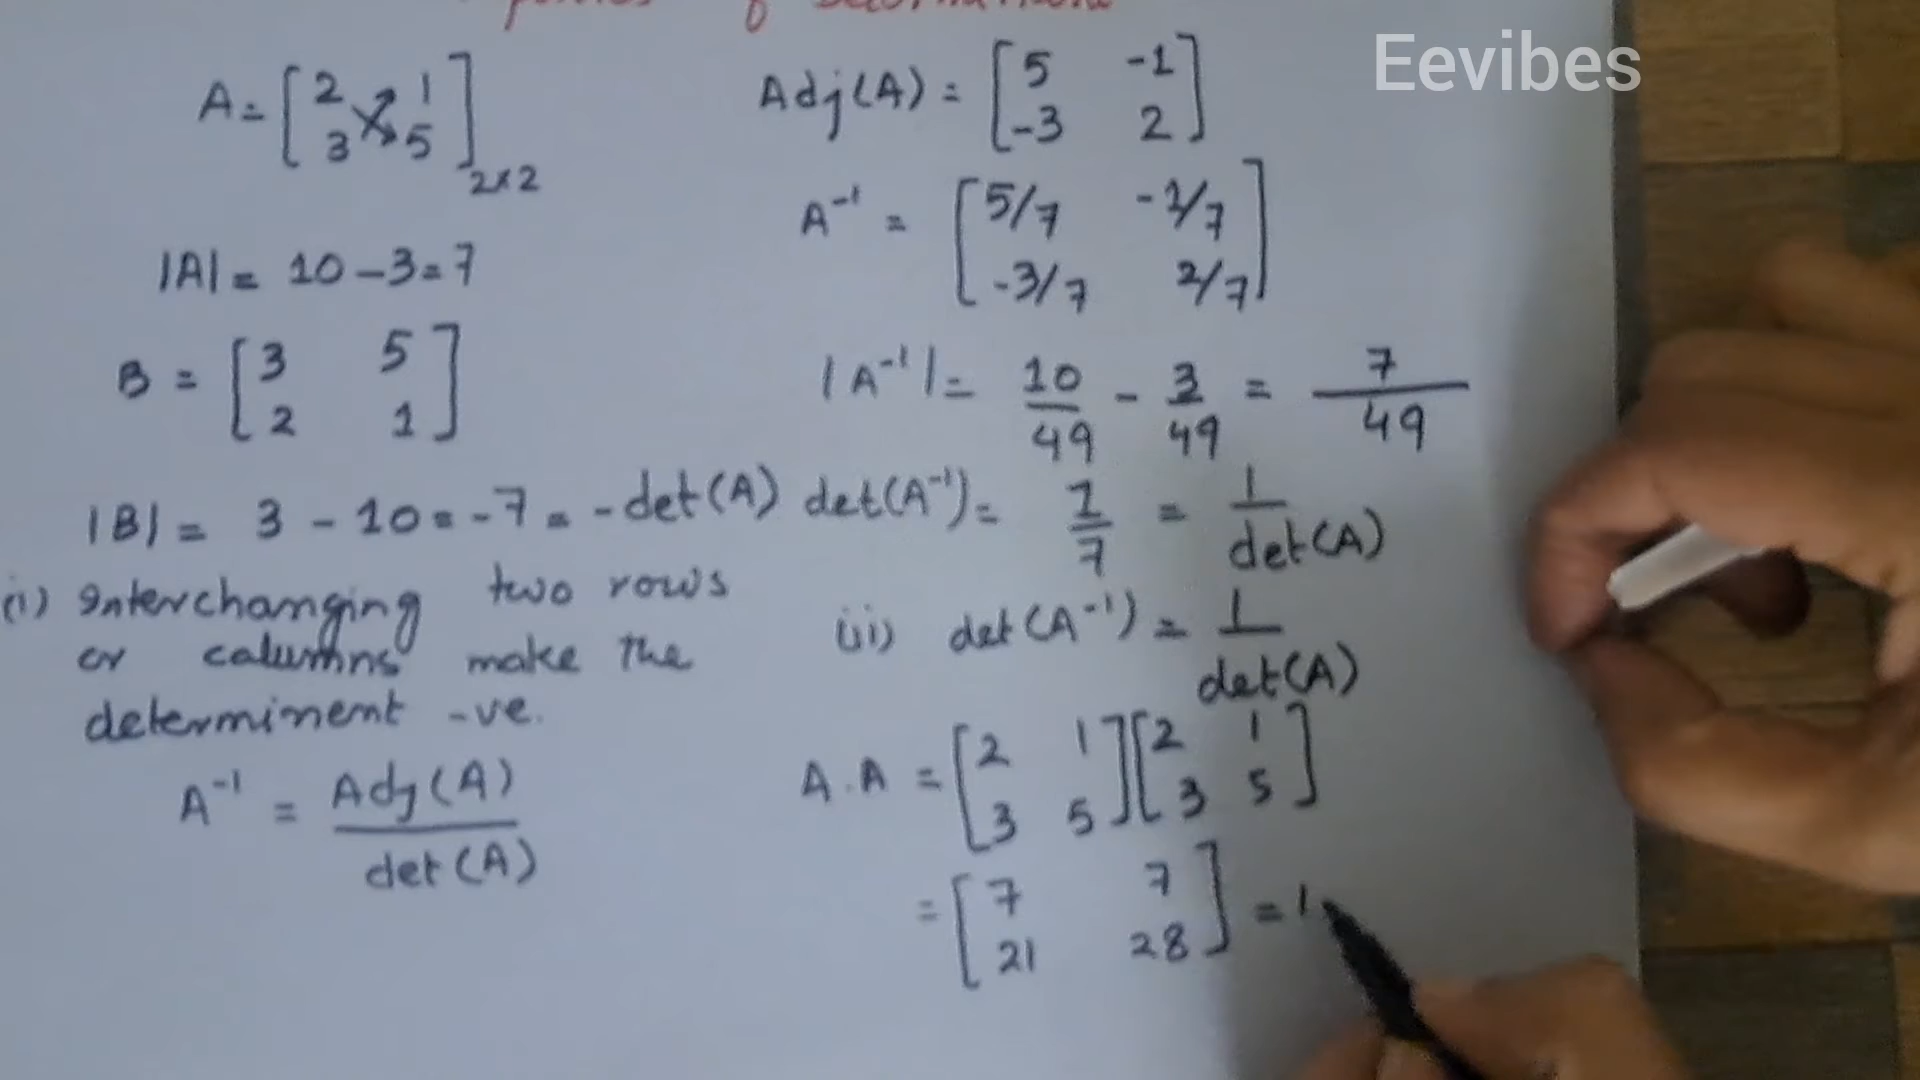 of
Eevibes
A = [2 1
3 5] 2×2
|A| = 10 - 3 = 7
B = [3 5
2 1]
|B| = 3 - 10 = -7 = -det(A)
(i) Interchanging two rows
or calumns make the
determinent -ve.
A⁻¹ = Adj(A)
det(A)
Adj(A) = [5 -1
-3 2]
A⁻¹ = [5/7 -1/7
-3/7 2/7]
|A⁻¹| = 10/49 - 3/49 = 7/49
det(A⁻¹) = 1/7 = 1/det(A)
(ii) det(A⁻¹) = 1/det(A)
A.A = [2 1 ][2 1
3 5][3 5]
= [7 7
21 28] = 1